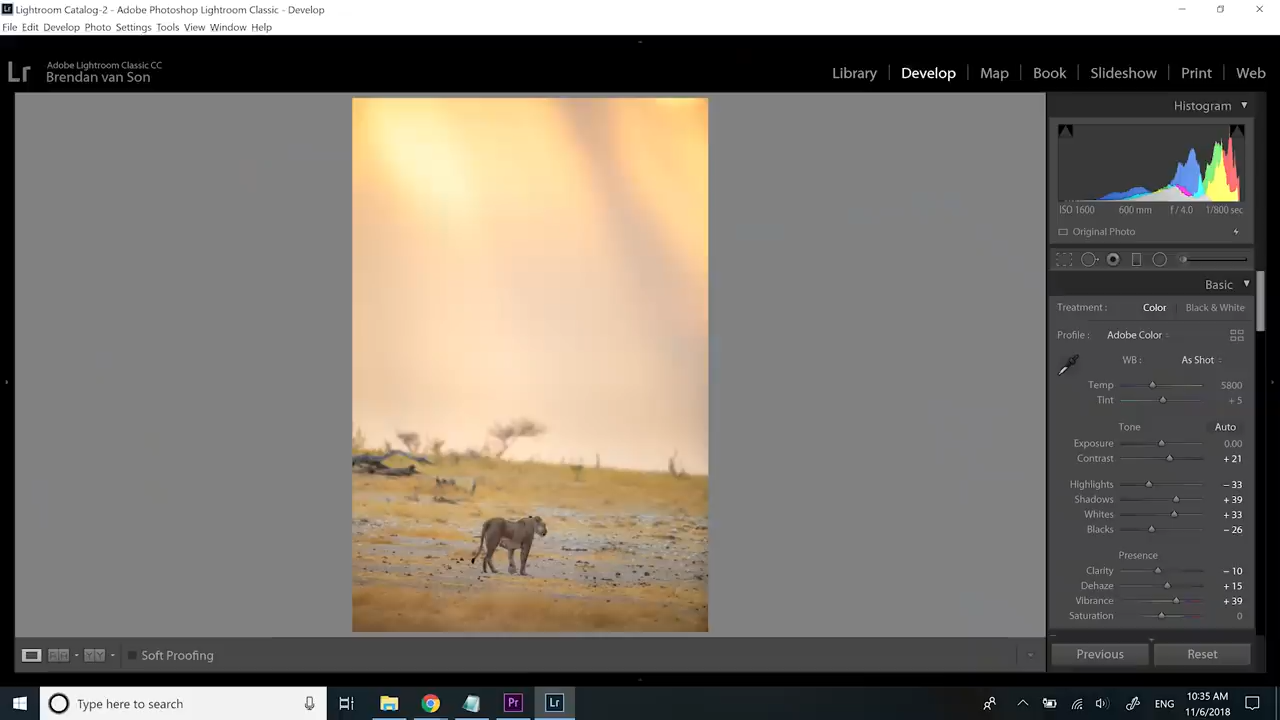 Lightroom Catalog-2 - Adobe Photoshop Lightroom Classic - Develop
File Edit Develop Photo Settings Tools View Window Help
Lr
Adobe Lightroom Classic CC
Brendan van Son
Library Develop Map Book Slideshow Print Web
Histogram
ISO 1600 600 mm f / 4.0 1/800 sec
Original Photo
Basic
Treatment : Color Black & White
Profile : Adobe Color
WB : As Shot
Temp 5800
Tint + 5
Tone Auto
Exposure 0.00
Contrast + 21
Highlights − 33
Shadows + 39
Whites + 33
Blacks − 26
Presence
Clarity − 10
Dehaze + 15
Vibrance + 39
Saturation 0
Soft Proofing
Previous Reset
Type here to search
Pr
Lr
ENG
10:35 AM
11/6/2018